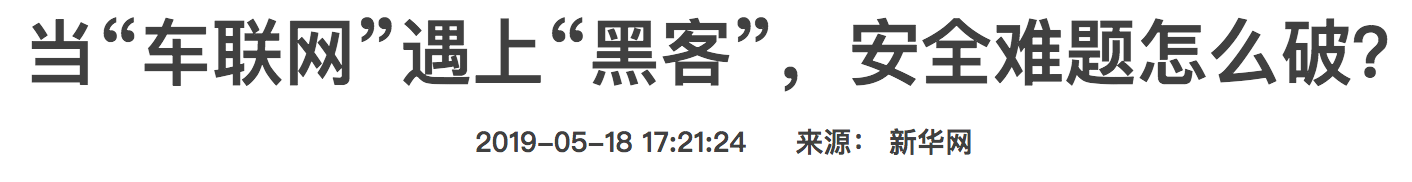 当“车联网”遇上“黑客”，安全难题怎么破？
2019-05-18 17:21:24 来源： 新华网